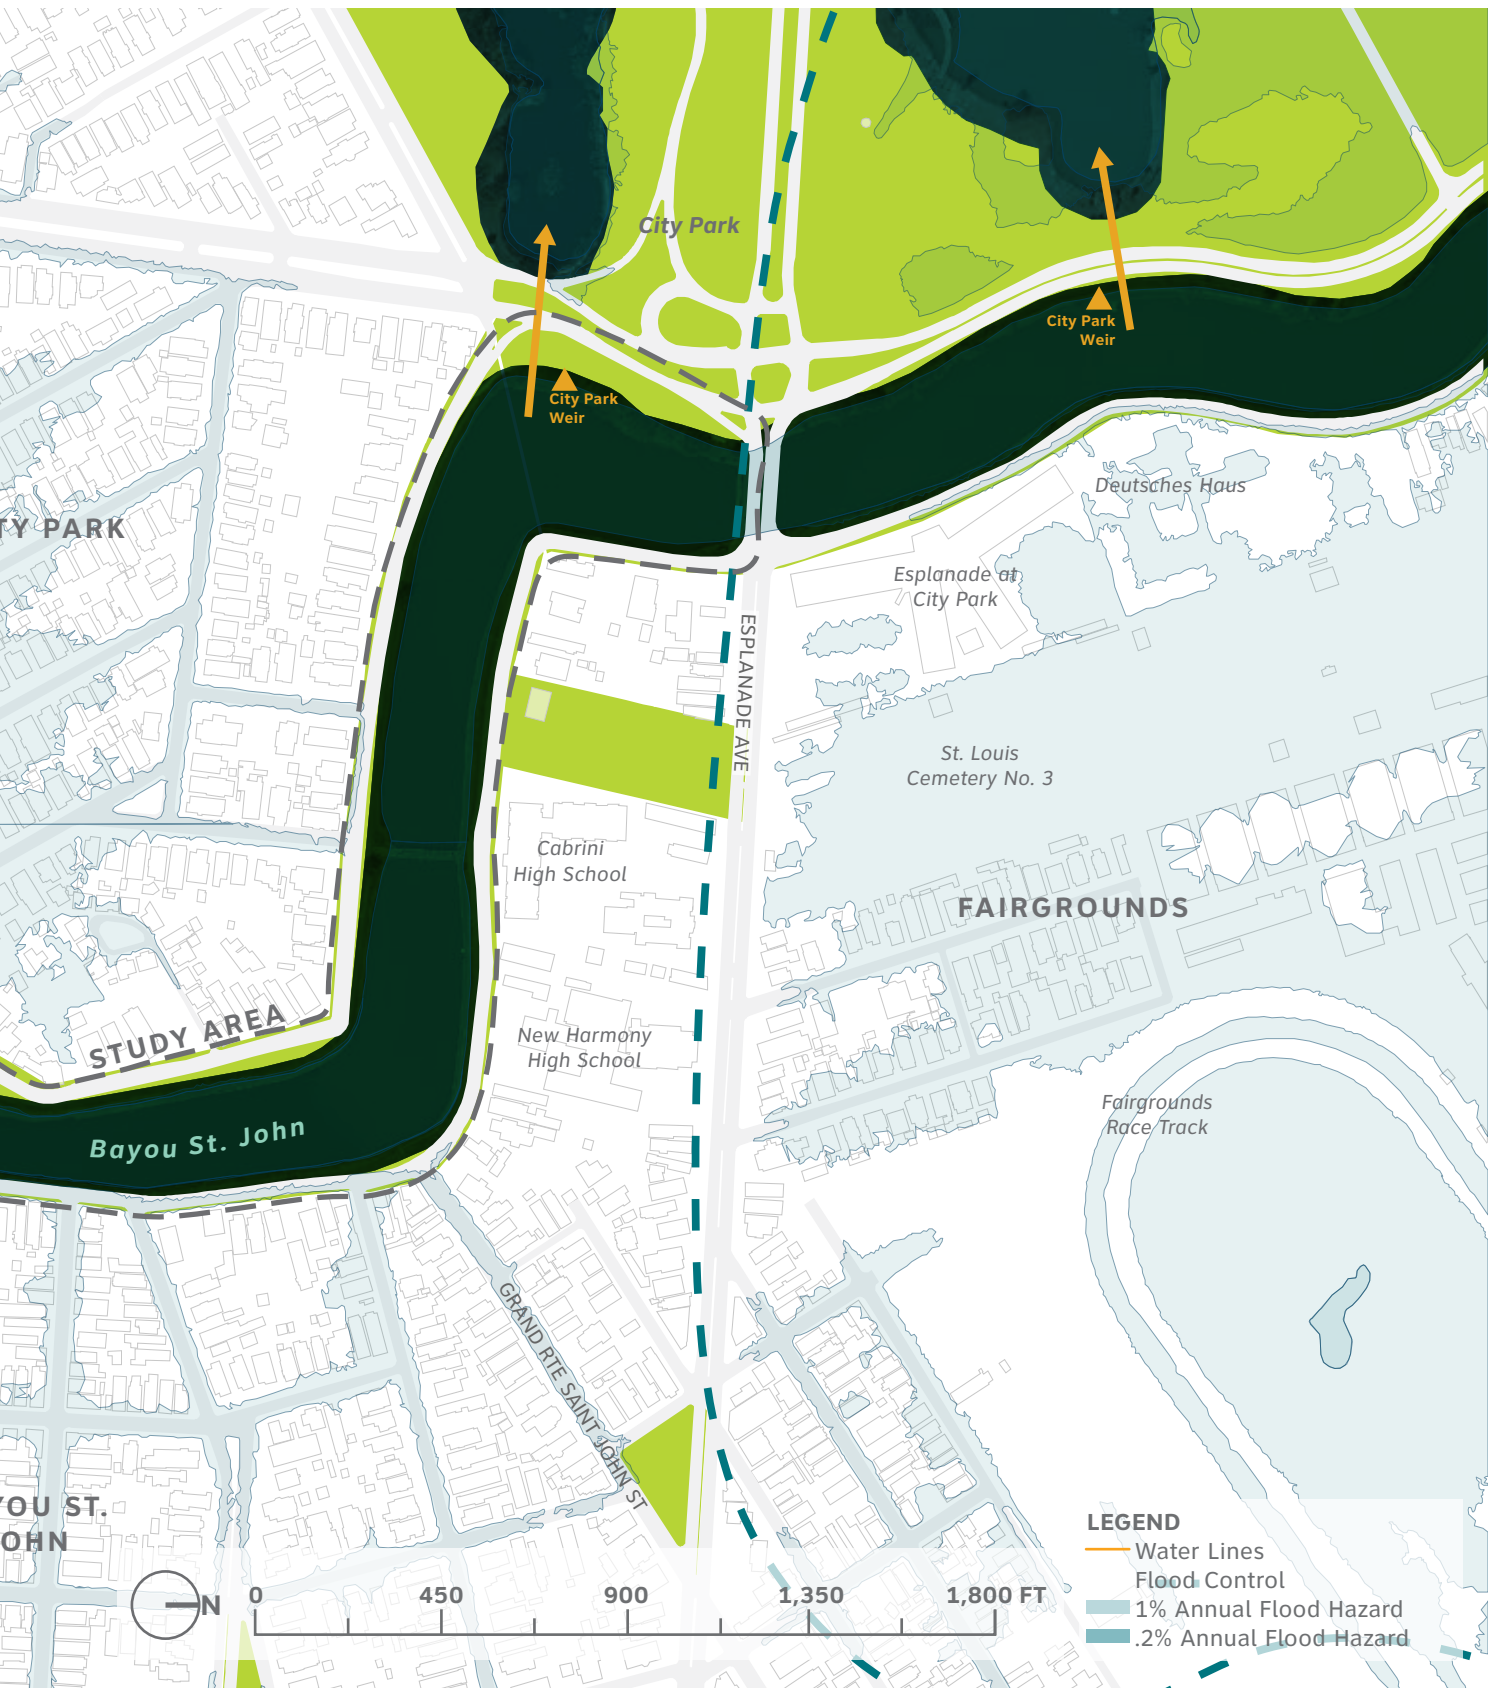 City Park
City Park
Weir
City Park
Weir
TY PARK
Deutsches Haus
Esplanade at
City Park
ESPLANADE AVE
St. Louis
Cemetery No. 3
Cabrini
High School
FAIRGROUNDS
STUDY AREA
New Harmony
High School
Fairgrounds
Race Track
Bayou St. John
GRAND RTE SAINT JOHN ST
YOU ST.
OHN
N
0 450 900 1,350 1,800 FT
LEGEND
Water Lines
Flood Control
1% Annual Flood Hazard
.2% Annual Flood Hazard